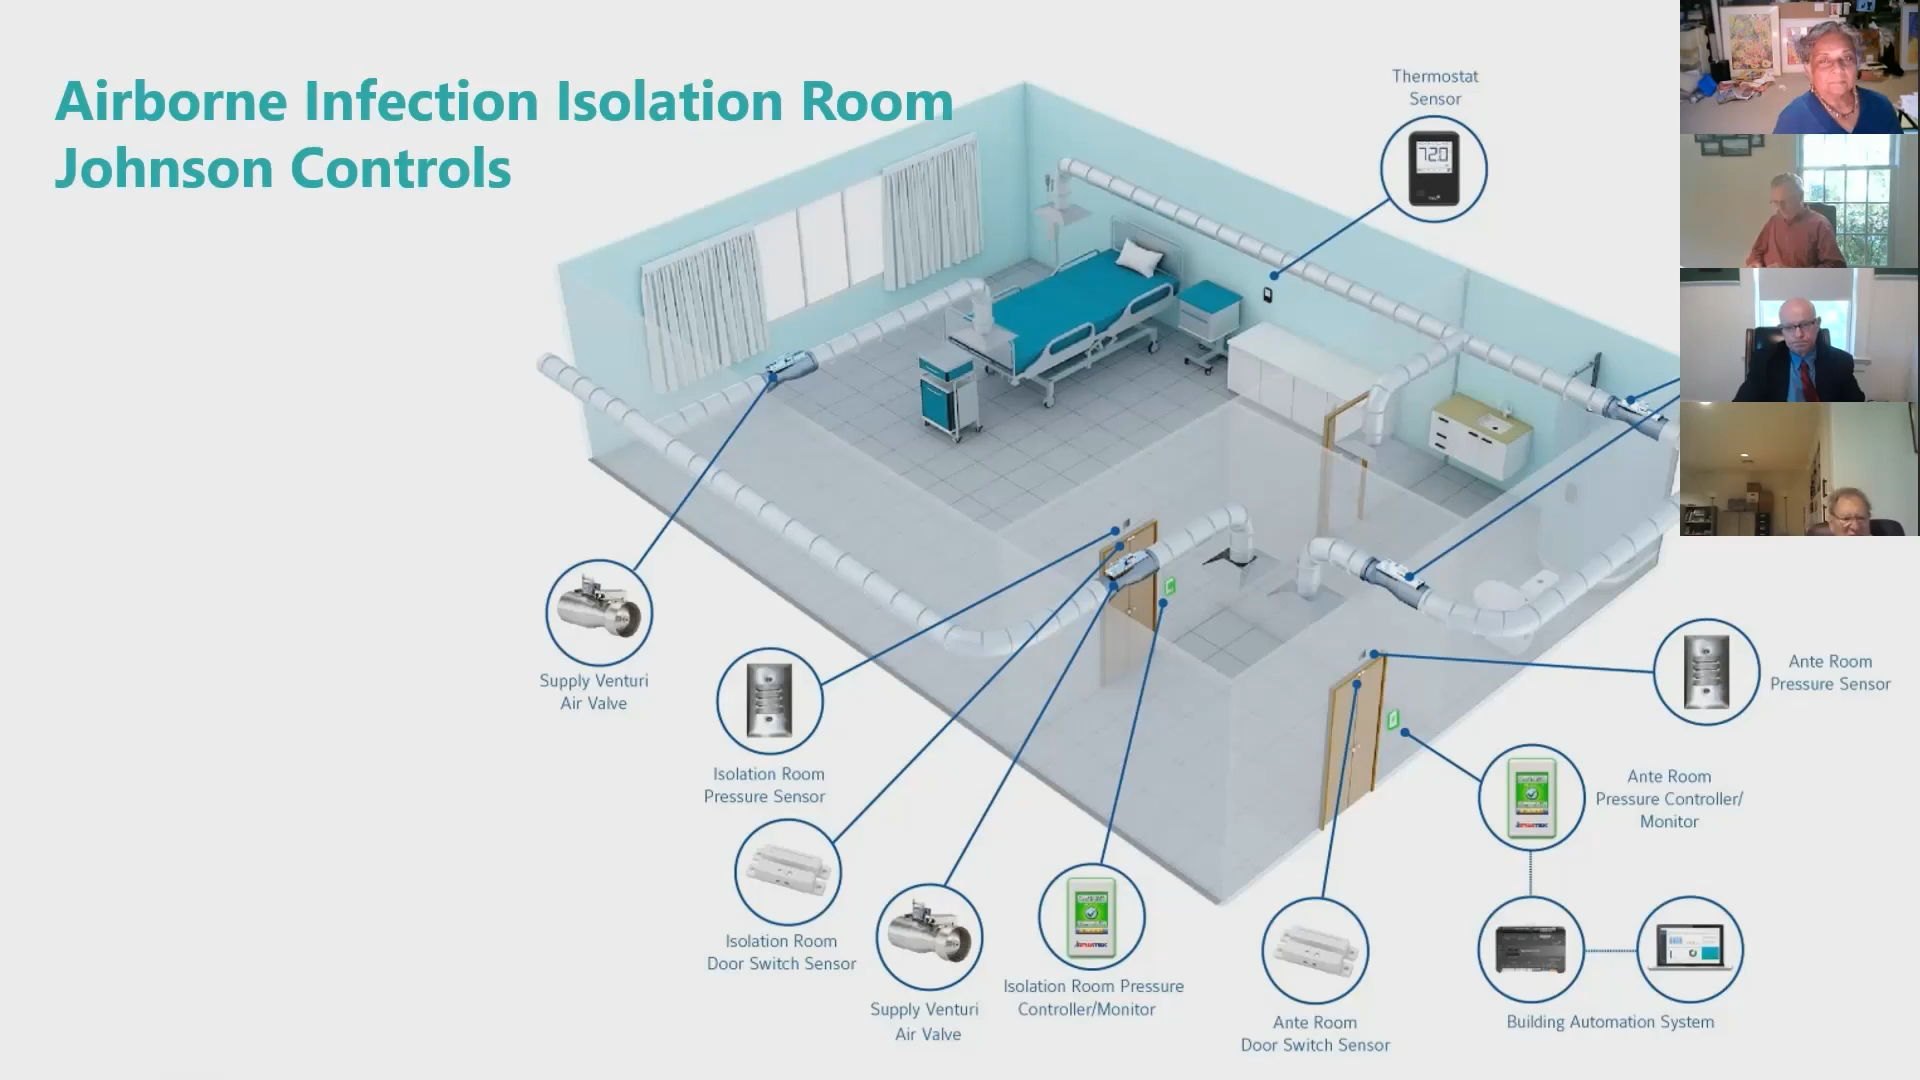 Airborne Infection Isolation Room
Johnson Controls
Thermostat
Sensor
72.0
Supply Venturi
Air Valve
Isolation Room
Pressure Sensor
Isolation Room
Door Switch Sensor
Supply Venturi
Air Valve
Isolation Room Pressure
Controller/Monitor
Ante Room
Door Switch Sensor
Ante Room
Pressure Sensor
Ante Room
Pressure Controller/
Monitor
Building Automation System